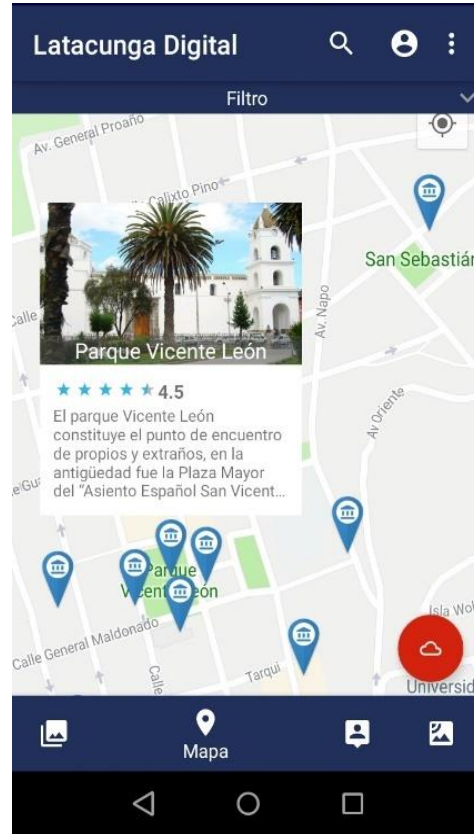 Latacunga Digital
Filtro
Av. General Proaño
Calixto Pino
San Sebastián
Av. Napo
Calle
Parque Vicente León
4.5
Av Oriente
El parque Vicente León
constituye el punto de encuentro
de propios y extraños, en la
antigüedad fue la Plaza Mayor
del “Asiento Español San Vicent...
Parque
Vicente León
Isla Wol
Calle General Maldonado
Calle
Tarqui
Universid
Mapa